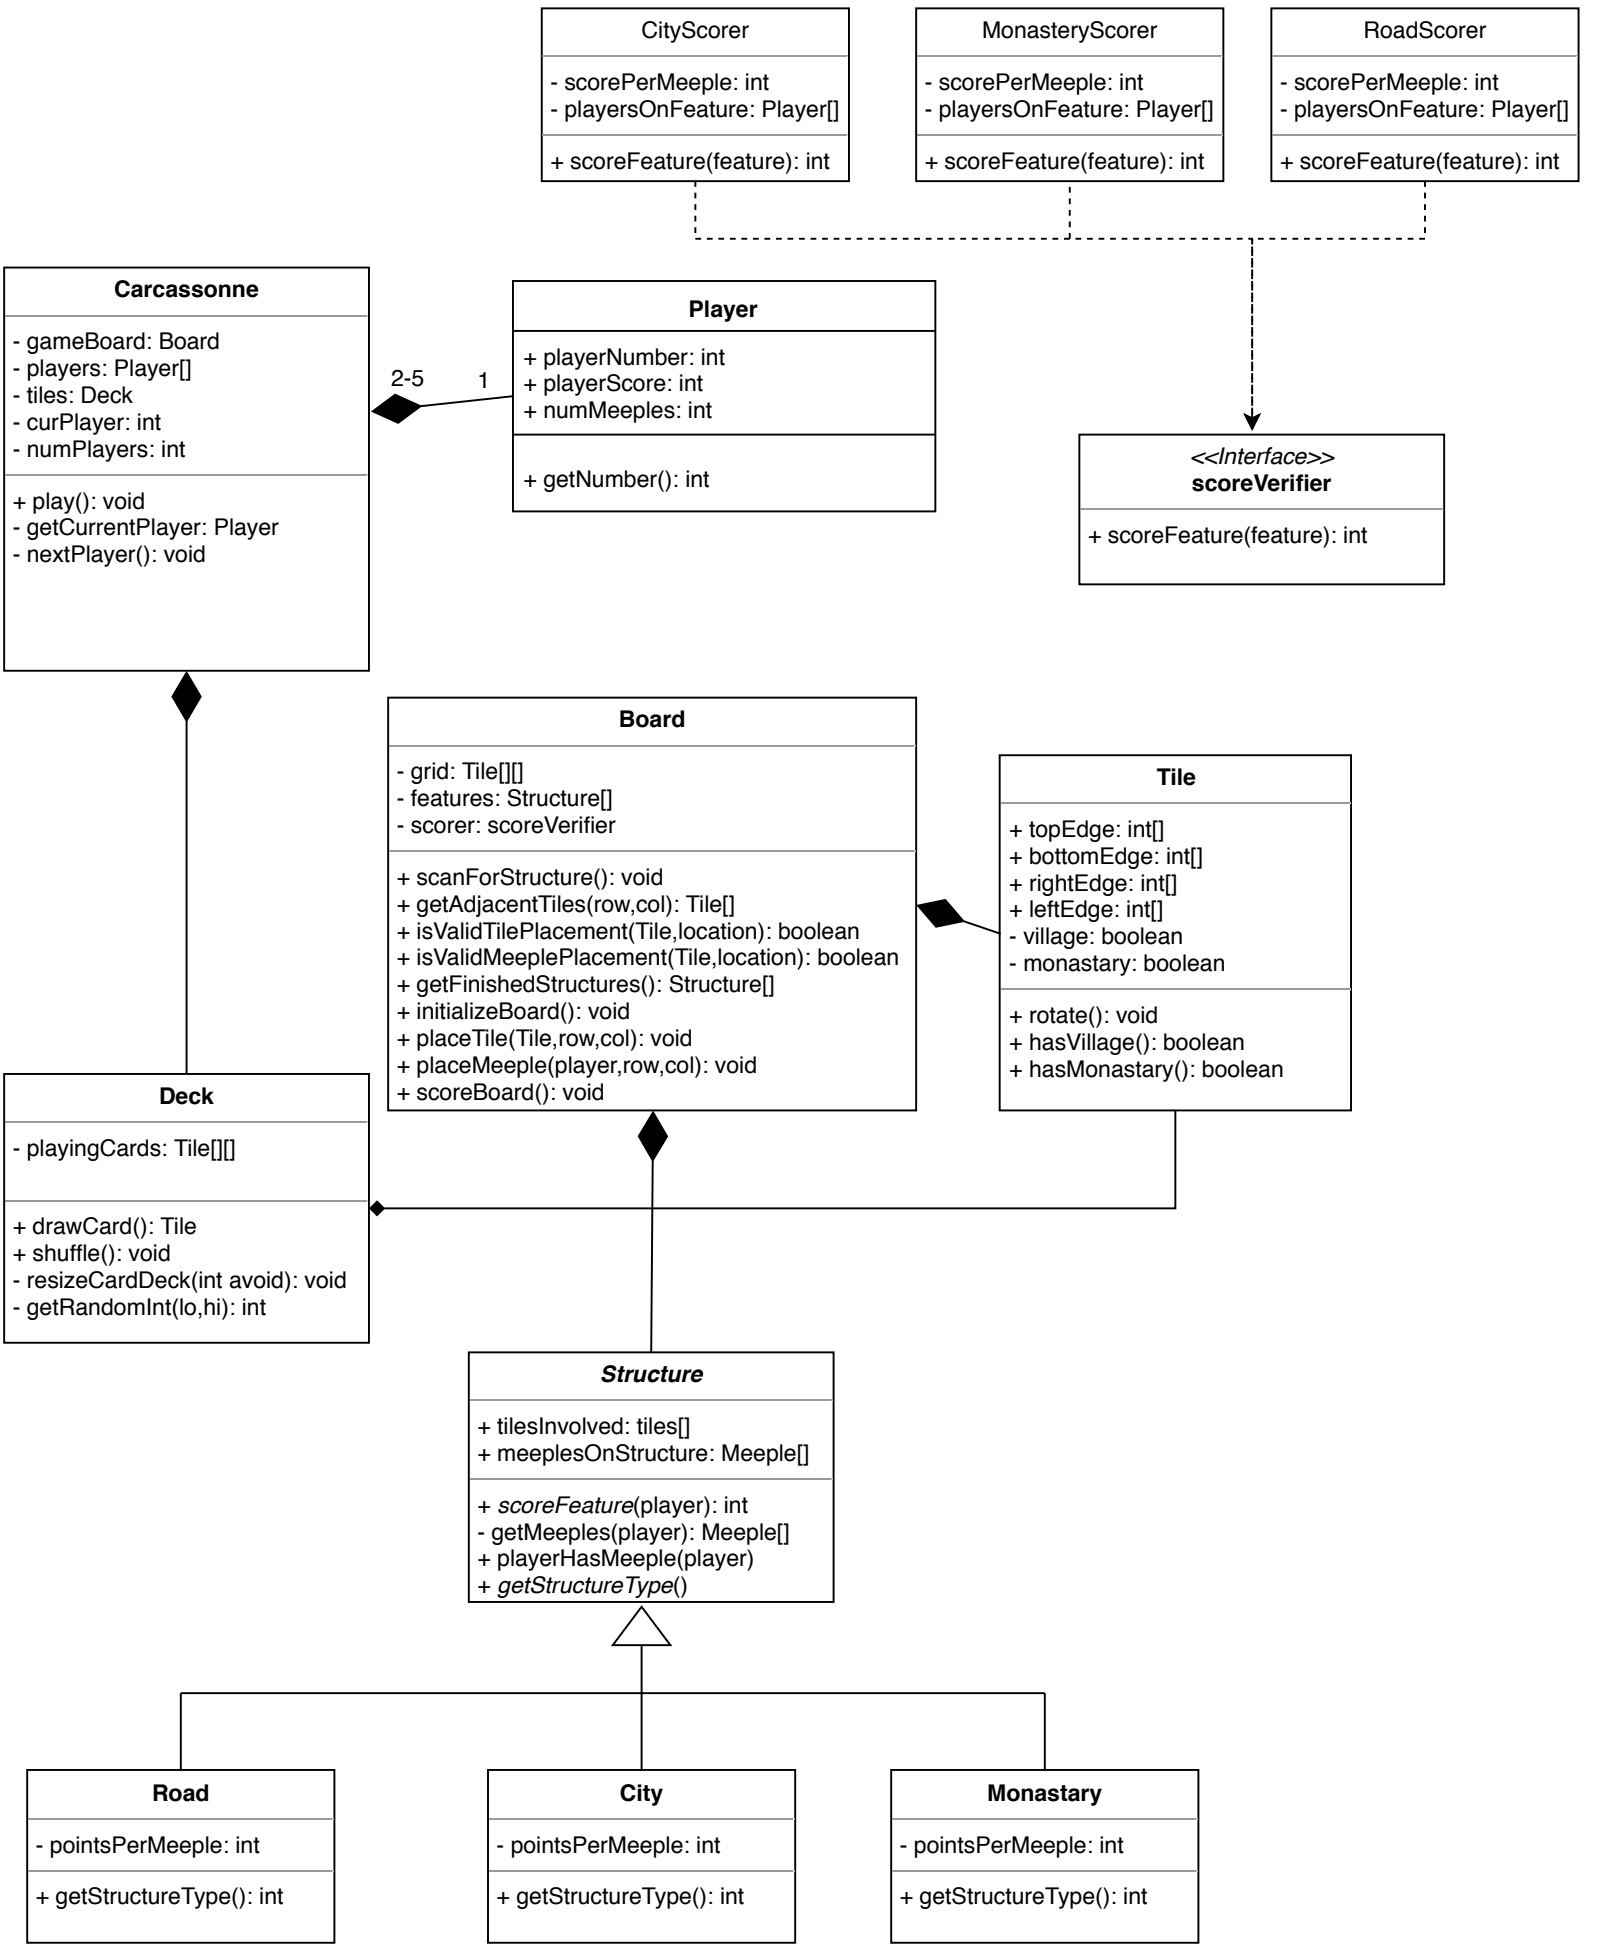 CityScorer
- scorePerMeeple: int
- playersOnFeature: Player[]
+ scoreFeature(feature): int
MonasteryScorer
- scorePerMeeple: int
- playersOnFeature: Player[]
+ scoreFeature(feature): int
RoadScorer
- scorePerMeeple: int
- playersOnFeature: Player[]
+ scoreFeature(feature): int
Carcassonne
- gameBoard: Board
- players: Player[]
- tiles: Deck
- curPlayer: int
- numPlayers: int
+ play(): void
- getCurrentPlayer: Player
- nextPlayer(): void
2-5
1
Player
+ playerNumber: int
+ playerScore: int
+ numMeeples: int
+ getNumber(): int
<<Interface>>
scoreVerifier
+ scoreFeature(feature): int
Board
- grid: Tile[][]
- features: Structure[]
- scorer: scoreVerifier
+ scanForStructure(): void
+ getAdjacentTiles(row,col): Tile[]
+ isValidTilePlacement(Tile,location): boolean
+ isValidMeeplePlacement(Tile,location): boolean
+ getFinishedStructures(): Structure[]
+ initializeBoard(): void
+ placeTile(Tile,row,col): void
+ placeMeeple(player,row,col): void
+ scoreBoard(): void
Tile
+ topEdge: int[]
+ bottomEdge: int[]
+ rightEdge: int[]
+ leftEdge: int[]
- village: boolean
- monastary: boolean
+ rotate(): void
+ hasVillage(): boolean
+ hasMonastary(): boolean
Deck
- playingCards: Tile[][]
+ drawCard(): Tile
+ shuffle(): void
- resizeCardDeck(int avoid): void
- getRandomInt(lo,hi): int
Structure
+ tilesInvolved: tiles[]
+ meeplesOnStructure: Meeple[]
+ scoreFeature(player): int
- getMeeples(player): Meeple[]
+ playerHasMeeple(player)
+ getStructureType()
Road
- pointsPerMeeple: int
+ getStructureType(): int
City
- pointsPerMeeple: int
+ getStructureType(): int
Monastary
- pointsPerMeeple: int
+ getStructureType(): int